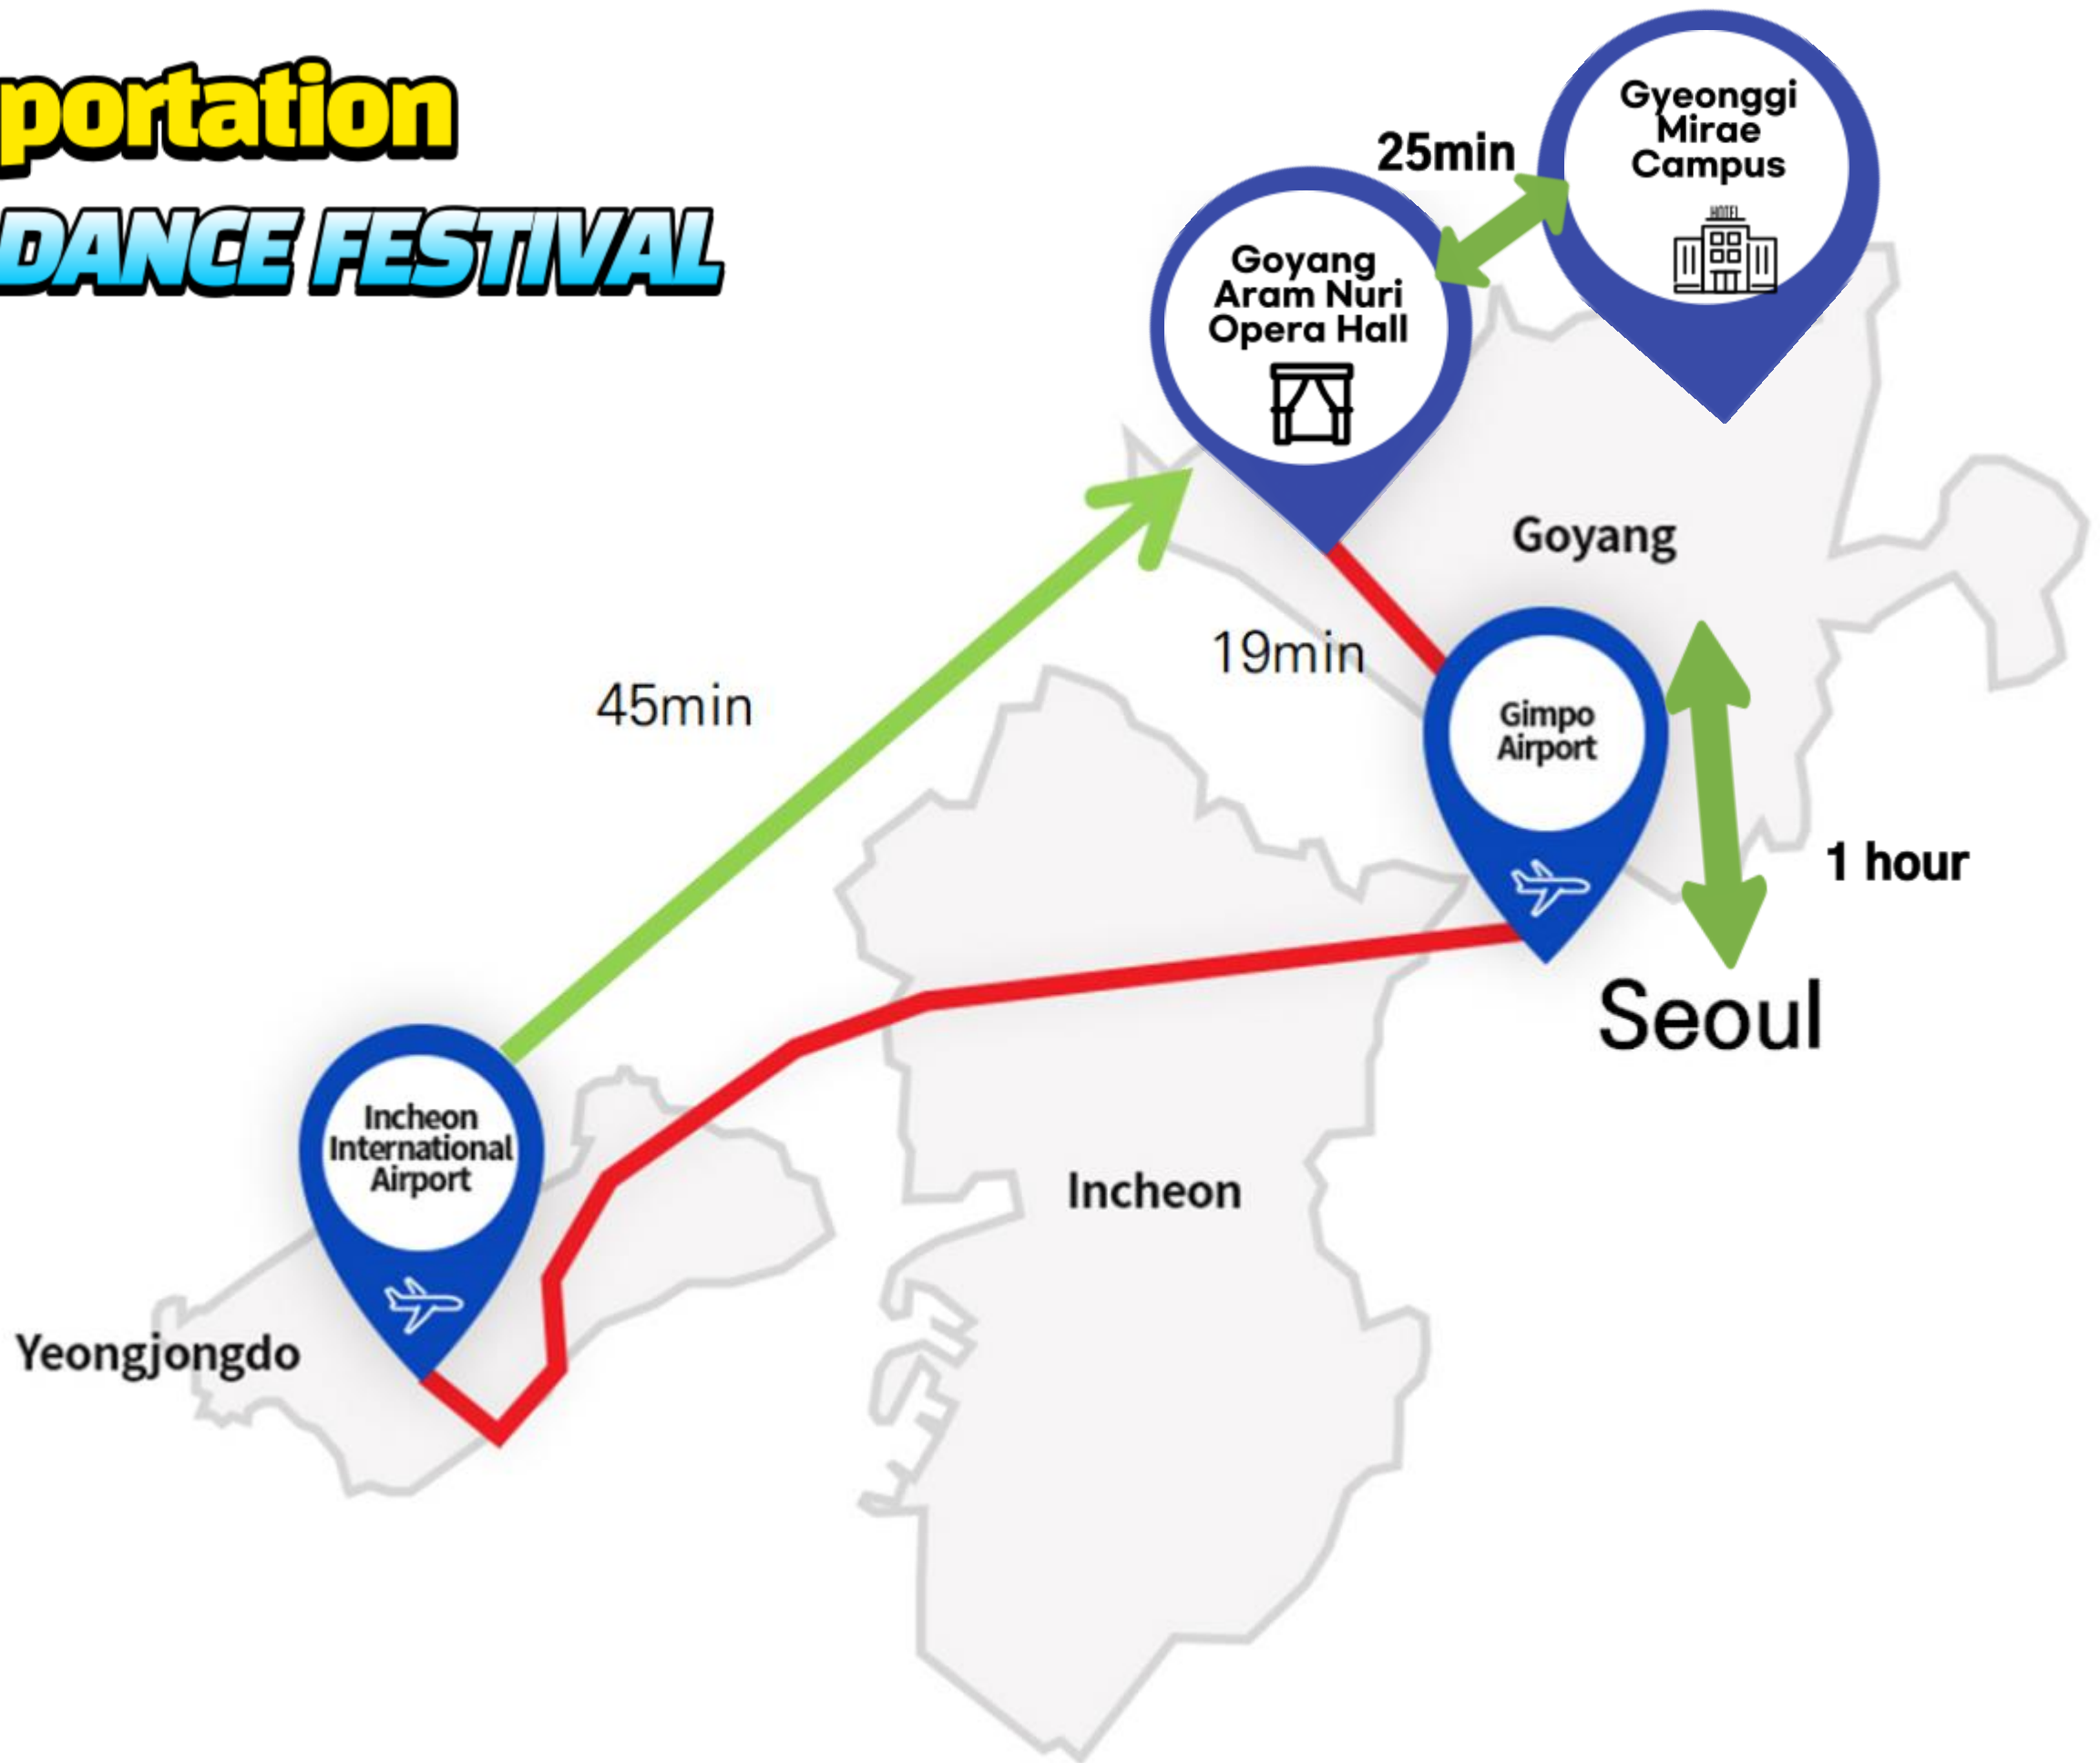 portation
DANCE FESTIVAL
Gyeonggi
Mirae
Campus
HOTEL
25min
Goyang
Aram Nuri
Opera Hall
Goyang
19min
45min
Gimpo
Airport
1 hour
Seoul
Incheon
International
Airport
Incheon
Yeongjongdo